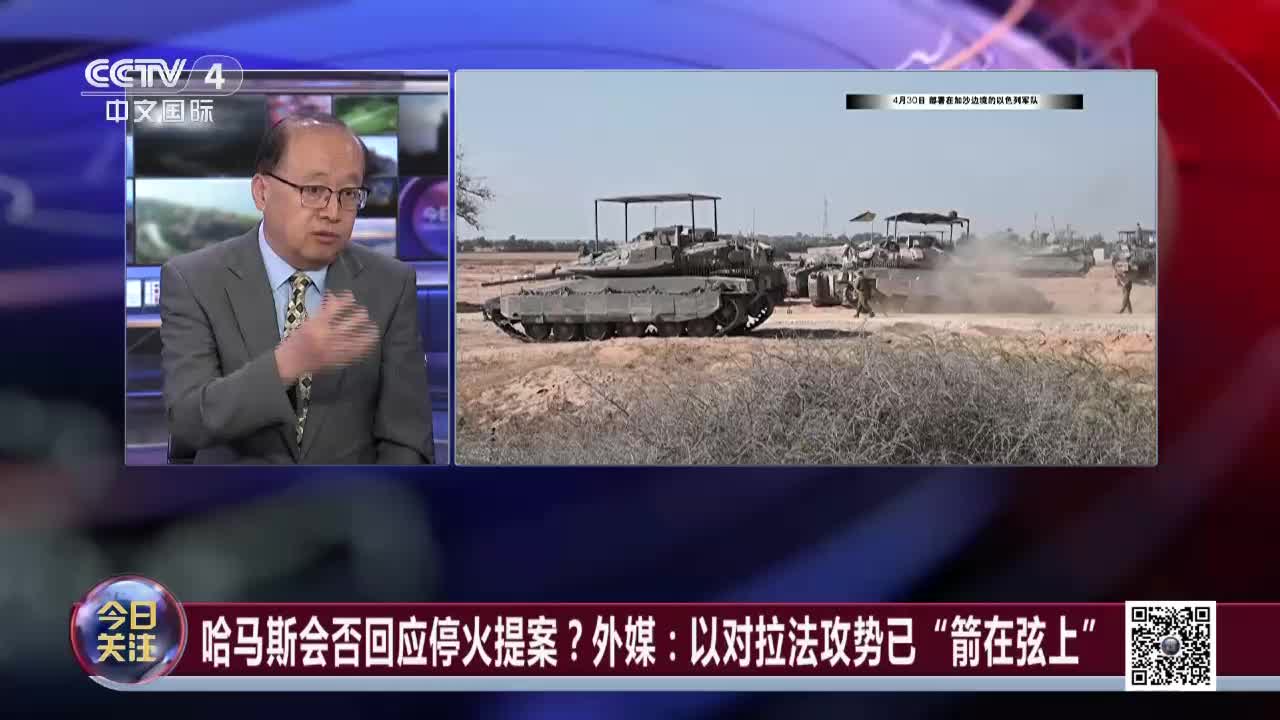 CCTV 4
中文国际
4月30日 部署在加沙边境的以色列军队
今日
关注
哈马斯会否回应停火提案？外媒：以对拉法攻势已“箭在弦上”